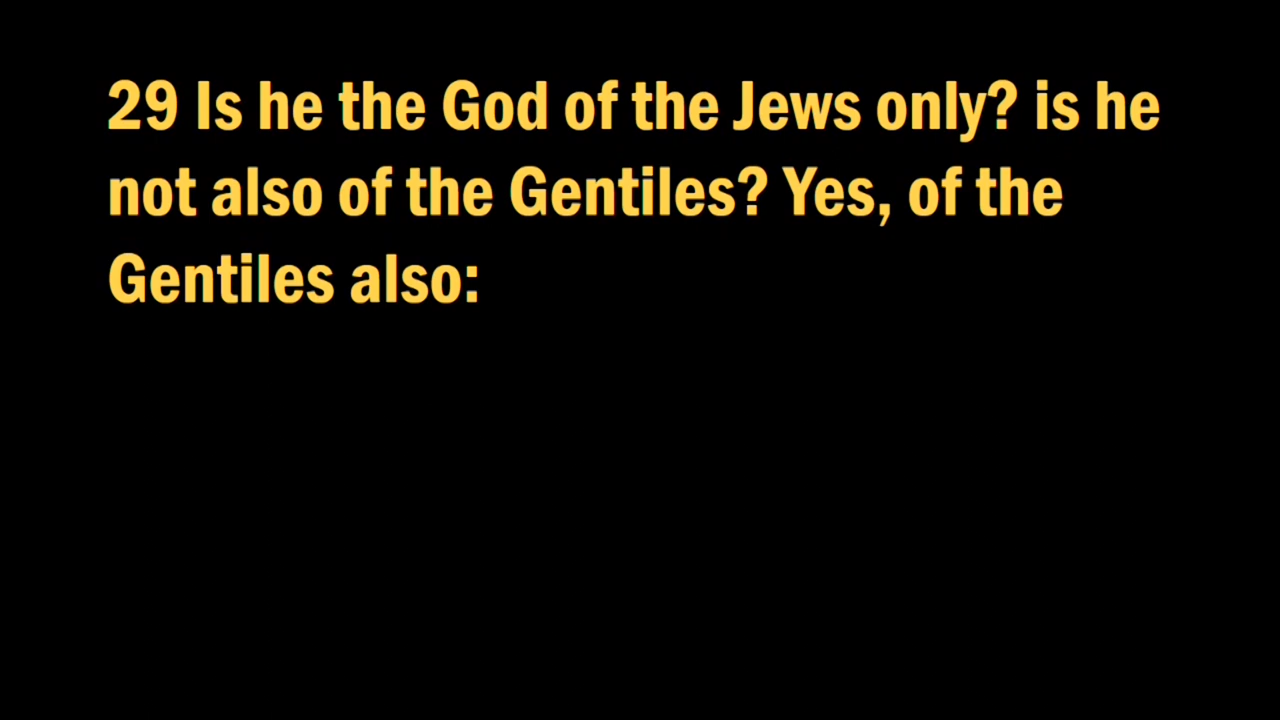 29 Is he the God of the Jews only? is he
not also of the Gentiles? Yes, of the
Gentiles also: